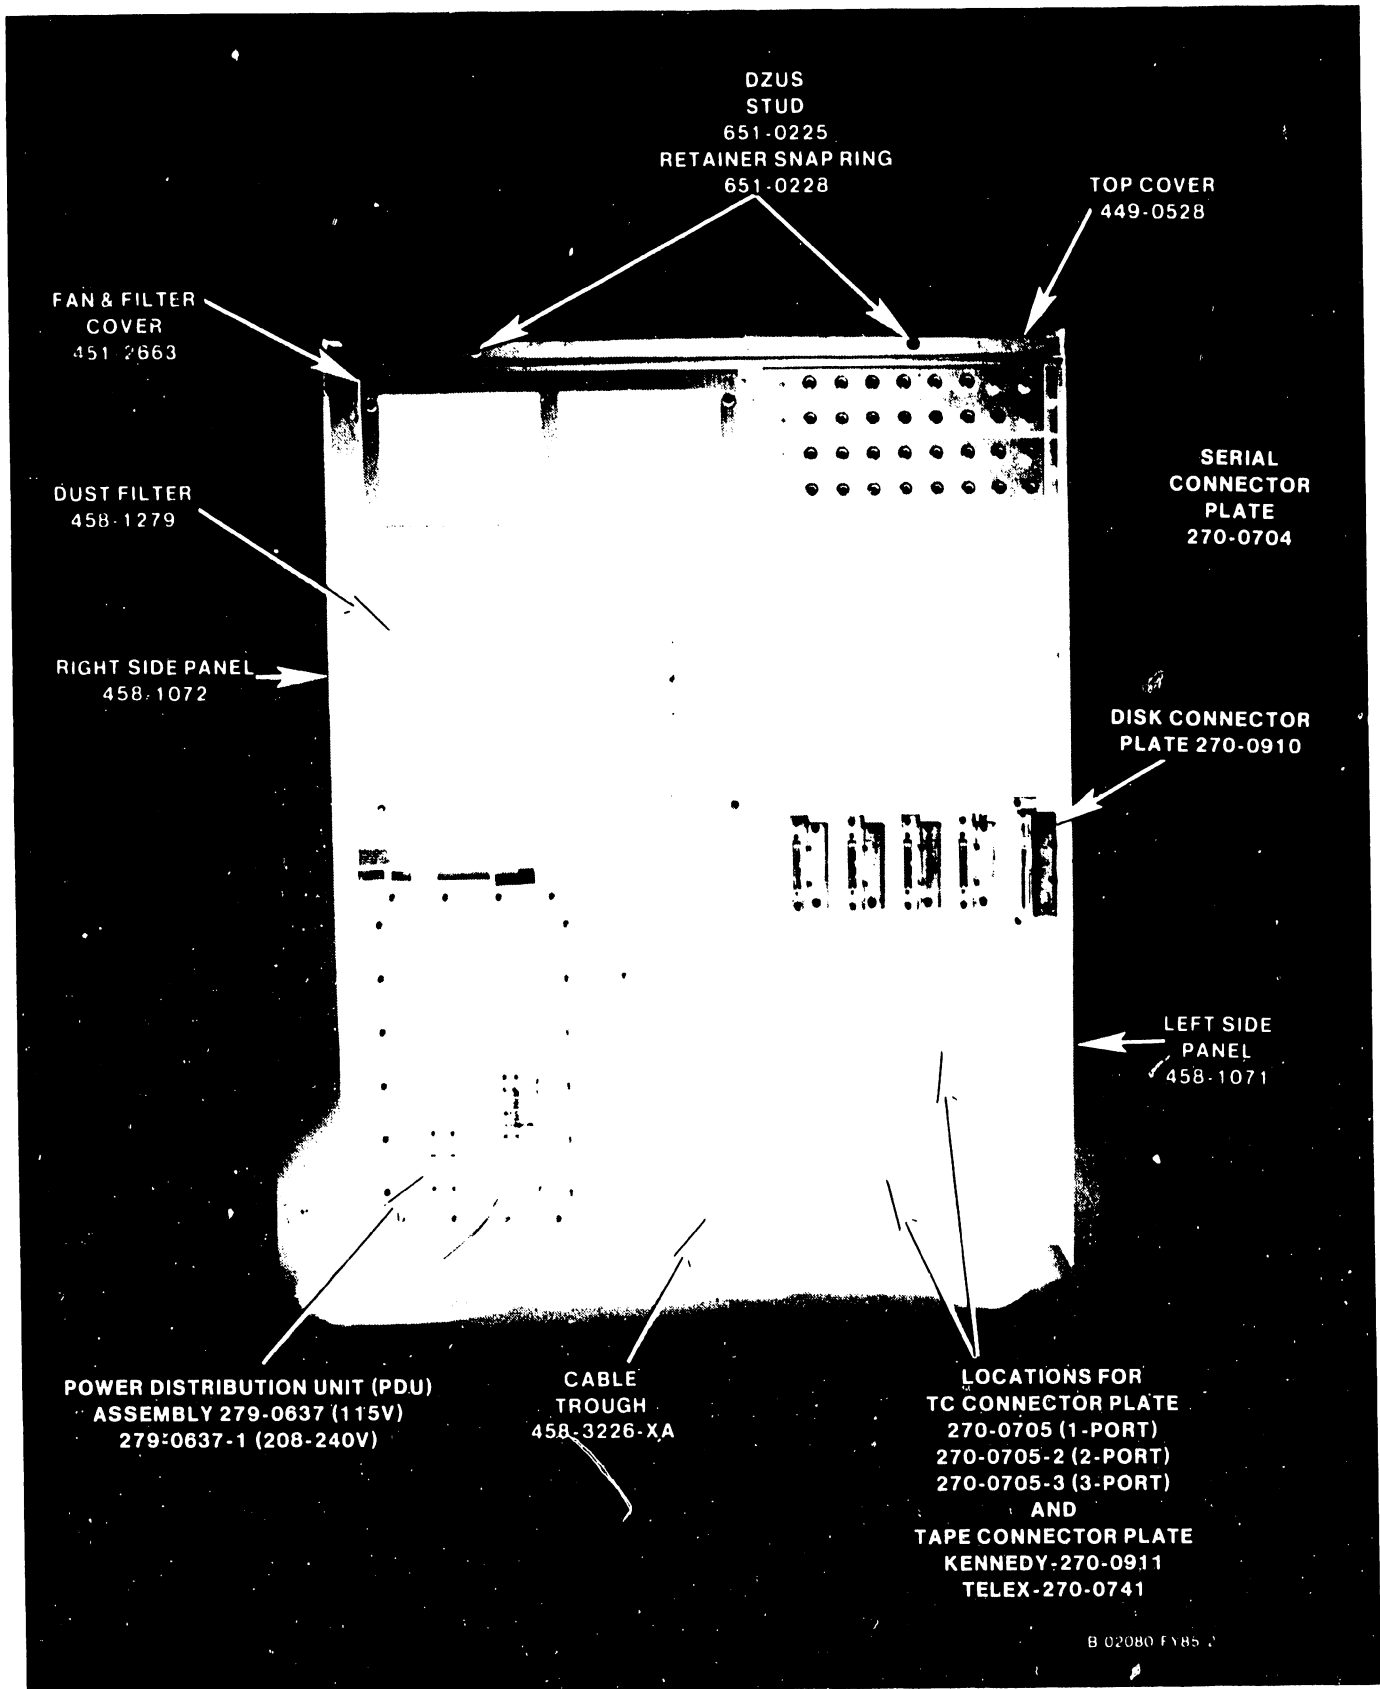 DZUS
STUD
651-0225
RETAINER SNAP RING
651-0228
TOP COVER
449-0528
FAN & FILTER
COVER
451-2663
SERIAL
CONNECTOR
PLATE
270-0704
DUST FILTER
458-1279
RIGHT SIDE PANEL
458-1072
DISK CONNECTOR
PLATE 270-0910
LEFT SIDE
PANEL
458-1071
POWER DISTRIBUTION UNIT (PDU)
ASSEMBLY 279-0637 (115V)
279-0637-1 (208-240V)
CABLE
TROUGH
458-3226-XA
LOCATIONS FOR
TC CONNECTOR PLATE
270-0705 (1-PORT)
270-0705-2 (2-PORT)
270-0705-3 (3-PORT)
AND
TAPE CONNECTOR PLATE
KENNEDY-270-0911
TELEX-270-0741
B 02080 FY85